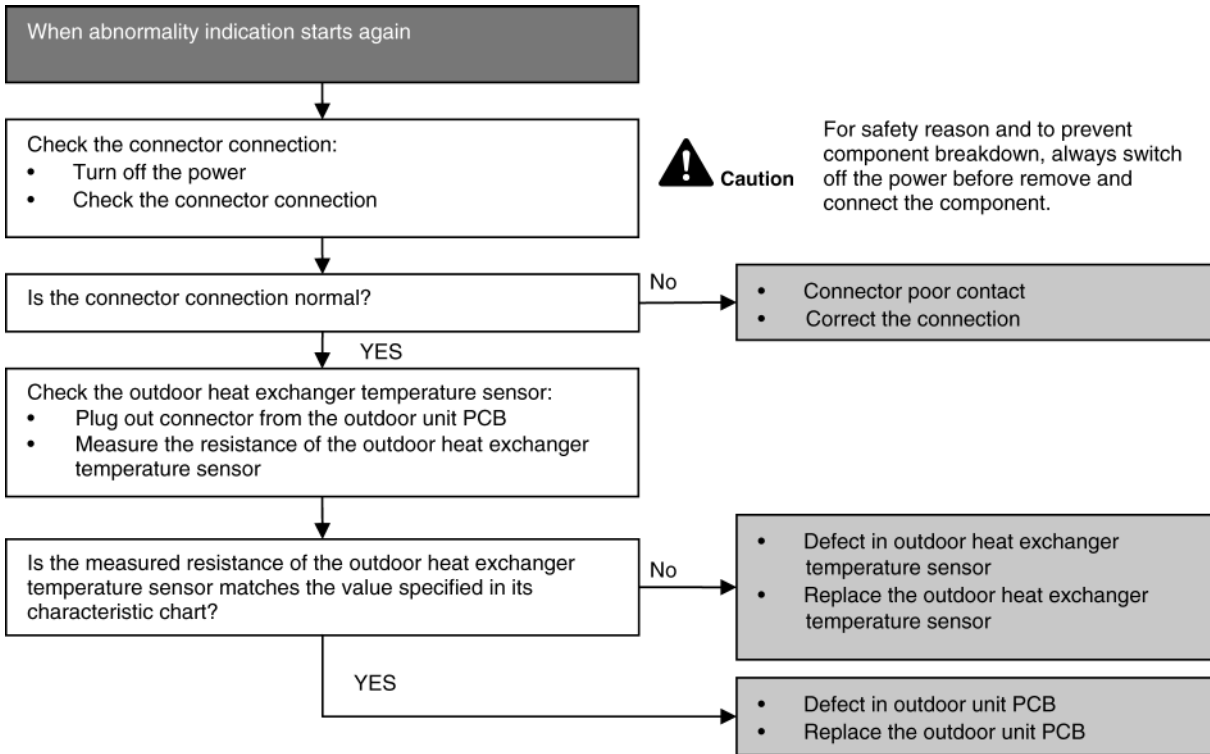 When abnormality indication starts again
Check the connector connection:
• Turn off the power
• Check the connector connection
Caution
For safety reason and to prevent
component breakdown, always switch
off the power before remove and
connect the component.
Is the connector connection normal?
No
• Connector poor contact
• Correct the connection
YES
Check the outdoor heat exchanger temperature sensor:
• Plug out connector from the outdoor unit PCB
• Measure the resistance of the outdoor heat exchanger
temperature sensor
Is the measured resistance of the outdoor heat exchanger
temperature sensor matches the value specified in its
characteristic chart?
No
• Defect in outdoor heat exchanger
temperature sensor
• Replace the outdoor heat exchanger
temperature sensor
YES
• Defect in outdoor unit PCB
• Replace the outdoor unit PCB